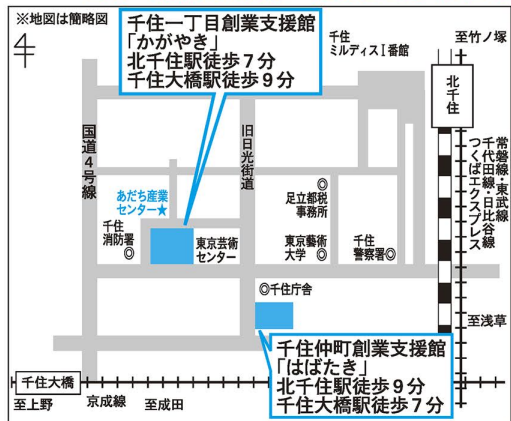 ※地図は簡略図
千住一丁目創業支援館
「かがやき」
北千住駅徒歩７分
千住大橋駅徒歩９分
千住
ミルディスⅠ番館
至竹ノ塚
北千住
国道４号線
旧日光街道
常磐線・東武線
千代田線・日比谷線
つくばエクスプレス
あだち産業
センター★
千住
消防署
◎
東京芸術
センター
◎
足立都税
事務所
東京藝術
大学◎
千住
警察署◎
◎千住庁舎
至浅草
千住仲町創業支援館
「はばたき」
北千住駅徒歩９分
千住大橋駅徒歩７分
千住大橋
至上野
京成線
至成田